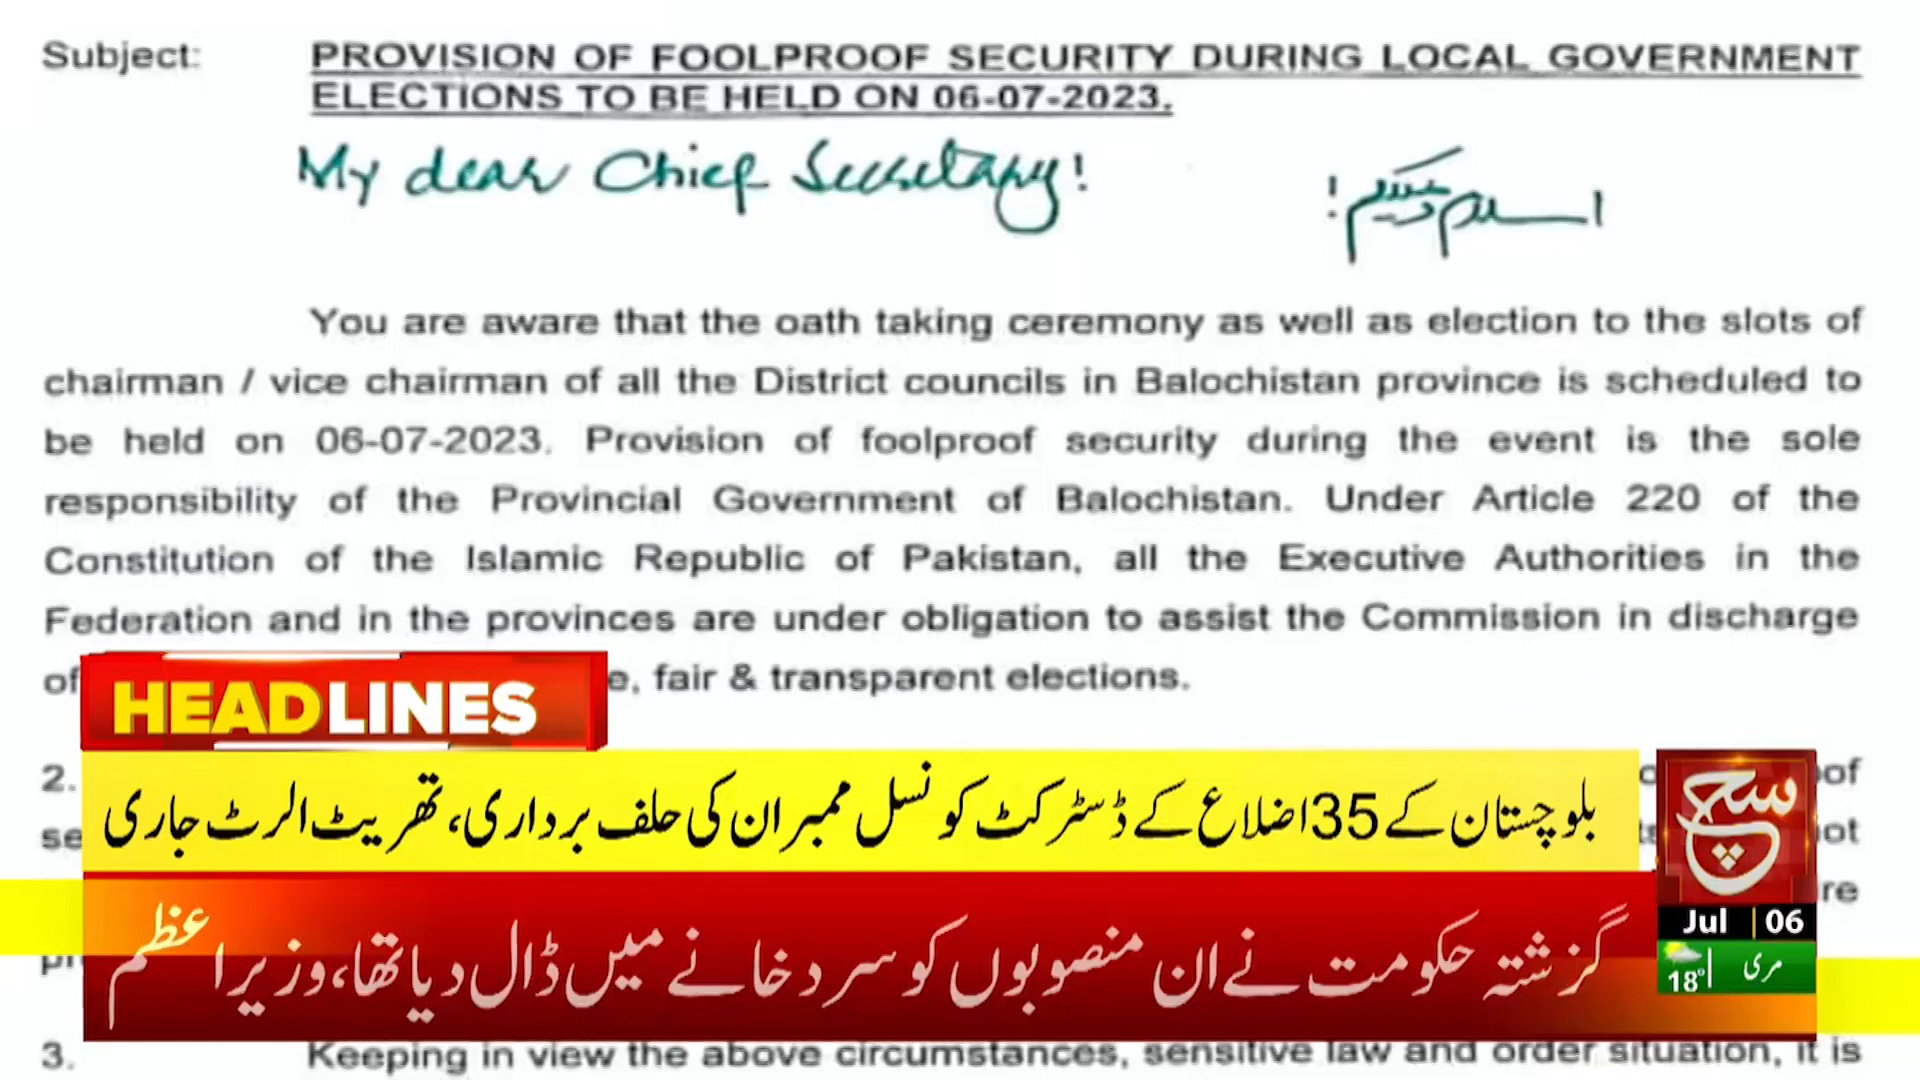 Subject: PROVISION OF FOOLPROOF SECURITY DURING LOCAL GOVERNMENT
ELECTIONS TO BE HELD ON 06-07-2023.
My dear Chief Secretary!
! السلام علیکم
You are aware that the oath taking ceremony as well as election to the slots of
chairman / vice chairman of all the District councils in Balochistan province is scheduled to
be held on 06-07-2023. Provision of foolproof security during the event is the sole
responsibility of the Provincial Government of Balochistan. Under Article 220 of the
Constitution of the Islamic Republic of Pakistan, all the Executive Authorities in the
Federation and in the provinces are under obligation to assist the Commission in discharge
of e, fair & transparent elections.
HEADLINES
2. of
بلوچستان کے 35 اضلاع کے ڈسٹرکٹ کونسل ممبران کی حلف برداری، تھریٹ الرٹ جاری
سچ
Jul 06
گزشتہ حکومت نے ان منصوبوں کو سرد خانے میں ڈال دیا تھا، وزیراعظم
مری 18°
3. Keeping in view the above circumstances, sensitive law and order situation, it is